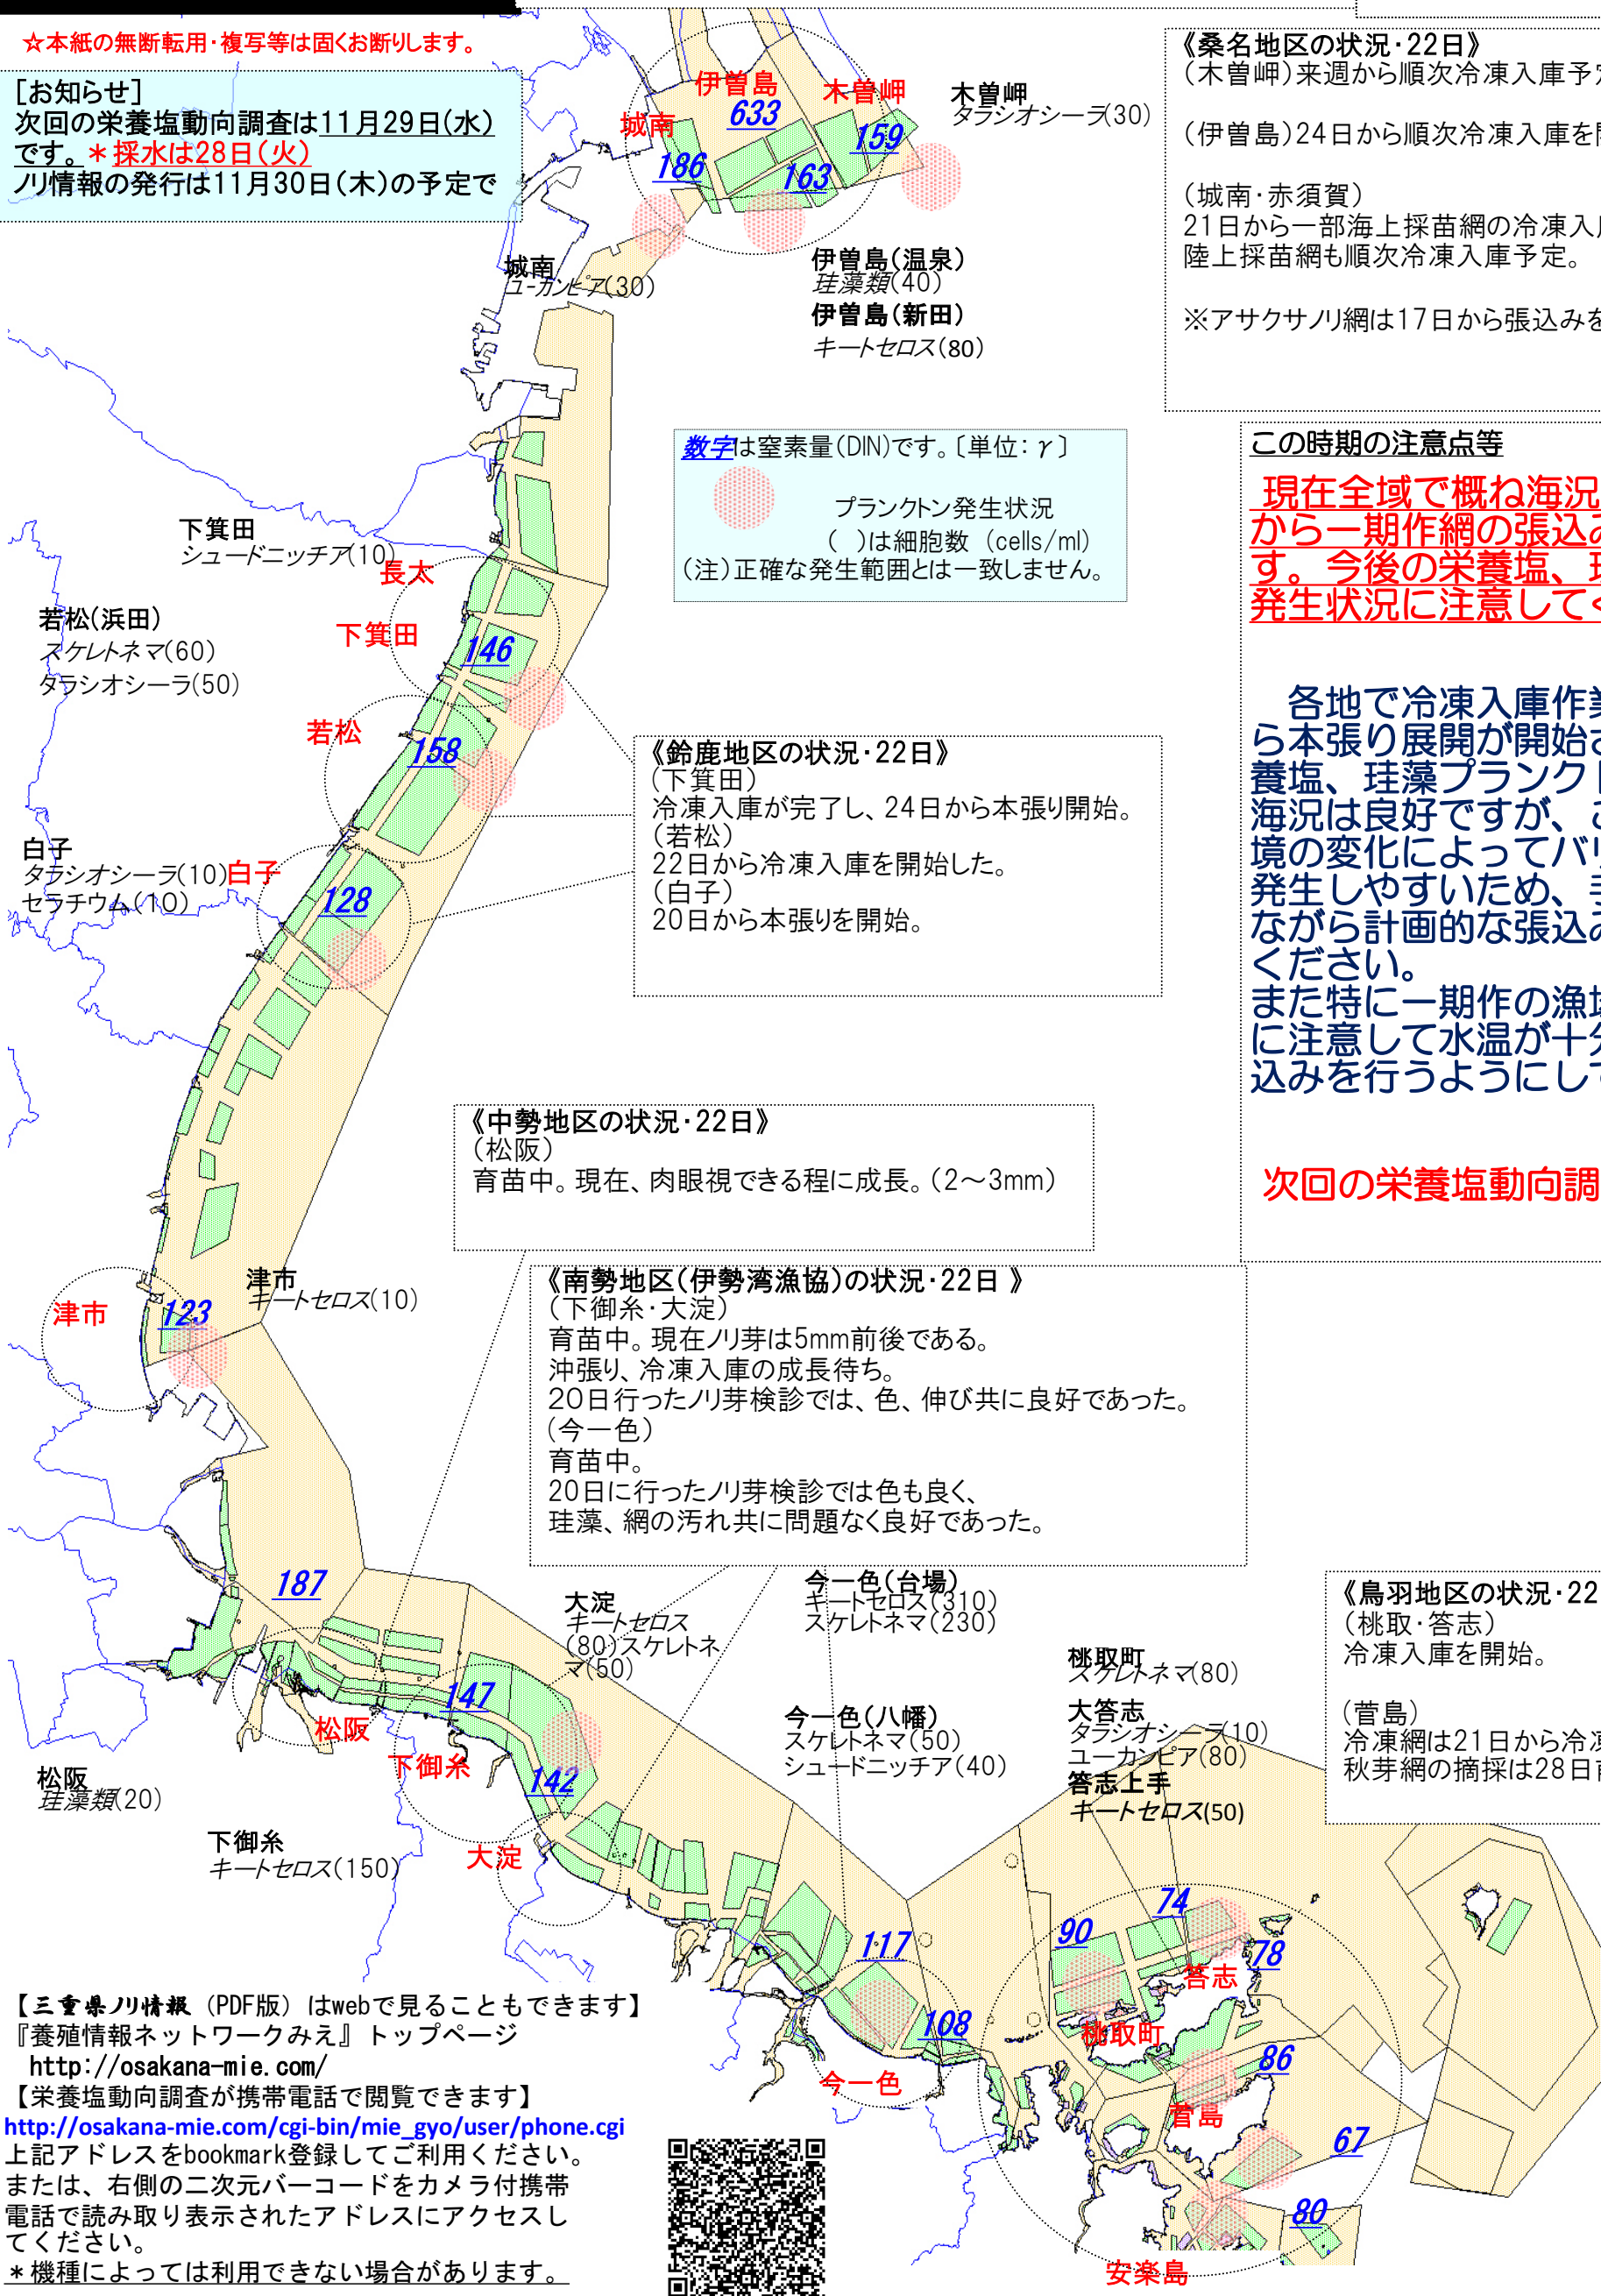 ☆本紙の無断転用・複写等は固くお断りします。
［お知らせ］
次回の栄養塩動向調査は11月29日(水)
です。＊採水は28日(火)
ノリ情報の発行は11月30日(木)の予定で
伊曽島
633
木曽岬
159
城南
186
163
木曽岬
タラシオシーラ(30)
城南
ユーカンピア(30)
伊曽島(温泉)
珪藻類(40)
伊曽島(新田)
キートセロス(80)
《桑名地区の状況・22日》
(木曽岬)来週から順次冷凍入庫予
(伊曽島)24日から順次冷凍入庫を
(城南・赤須賀)
21日から一部海上採苗網の冷凍入
陸上採苗網も順次冷凍入庫予定。
※アサクサノリ網は17日から張込みを
数字は窒素量(DIN)です。〔単位：γ〕
プランクトン発生状況
(　)は細胞数 (cells/ml)
(注)正確な発生範囲とは一致しません。
この時期の注意点等
現在全域で概ね海況
から一期作網の張込み
す。今後の栄養塩、
発生状況に注意して
各地で冷凍入庫作
ら本張り展開が開始
養塩、珪藻プランクト
海況は良好ですが、
境の変化によってバリ
発生しやすいため、
ながら計画的な張込み
ください。
また特に一期作の漁場
に注意して水温が十分
込みを行うようにして
次回の栄養塩動向調
下箕田
シュードニッチア(10)
長太
若松(浜田)
スケレトネマ(60)
タラシオシーラ(50)
下箕田
146
若松
158
白子
タラシオシーラ(10)
セラチウム(10)
白子
128
《鈴鹿地区の状況・22日》
(下箕田)
冷凍入庫が完了し、24日から本張り開始。
(若松)
22日から冷凍入庫を開始した。
(白子)
20日から本張りを開始。
《中勢地区の状況・22日》
(松阪)
育苗中。現在、肉眼視できる程に成長。(2～3mm)
津市
123
津市
キートセロス(10)
《南勢地区(伊勢湾漁協)の状況・22日 》
(下御糸・大淀)
育苗中。現在ノリ芽は5mm前後である。
沖張り、冷凍入庫の成長待ち。
20日行ったノリ芽検診では、色、伸び共に良好であった。
(今一色)
育苗中。
20日に行ったノリ芽検診では色も良く、
珪藻、網の汚れ共に問題なく良好であった。
187
大淀
キートセロス
(80)スケレトネ
マ(50)
今一色(台場)
キートセロス(310)
スケレトネマ(230)
147
松阪
下御糸
142
松阪
珪藻類(20)
下御糸
キートセロス(150)
大淀
今一色(八幡)
スケレトネマ(50)
シュードニッチア(40)
桃取町
スケレトネマ(80)
大答志
タラシオシーラ(10)
ユーカンピア(80)
答志上手
キートセロス(50)
《鳥羽地区の状況・22
(桃取・答志)
冷凍入庫を開始。
(菅島)
冷凍網は21日から冷
秋芽網の摘採は28日
117
108
今一色
90
74
78
答志
桃取町
86
菅島
67
80
安楽島
【三重県ノリ情報（PDF版）はwebで見ることもできます】
『養殖情報ネットワークみえ』トップページ
http://osakana-mie.com/
【栄養塩動向調査が携帯電話で閲覧できます】
http://osakana-mie.com/cgi-bin/mie_gyo/user/phone.cgi
上記アドレスをbookmark登録してご利用ください。
または、右側の二次元バーコードをカメラ付携帯
電話で読み取り表示されたアドレスにアクセスし
てください。
＊機種によっては利用できない場合があります。